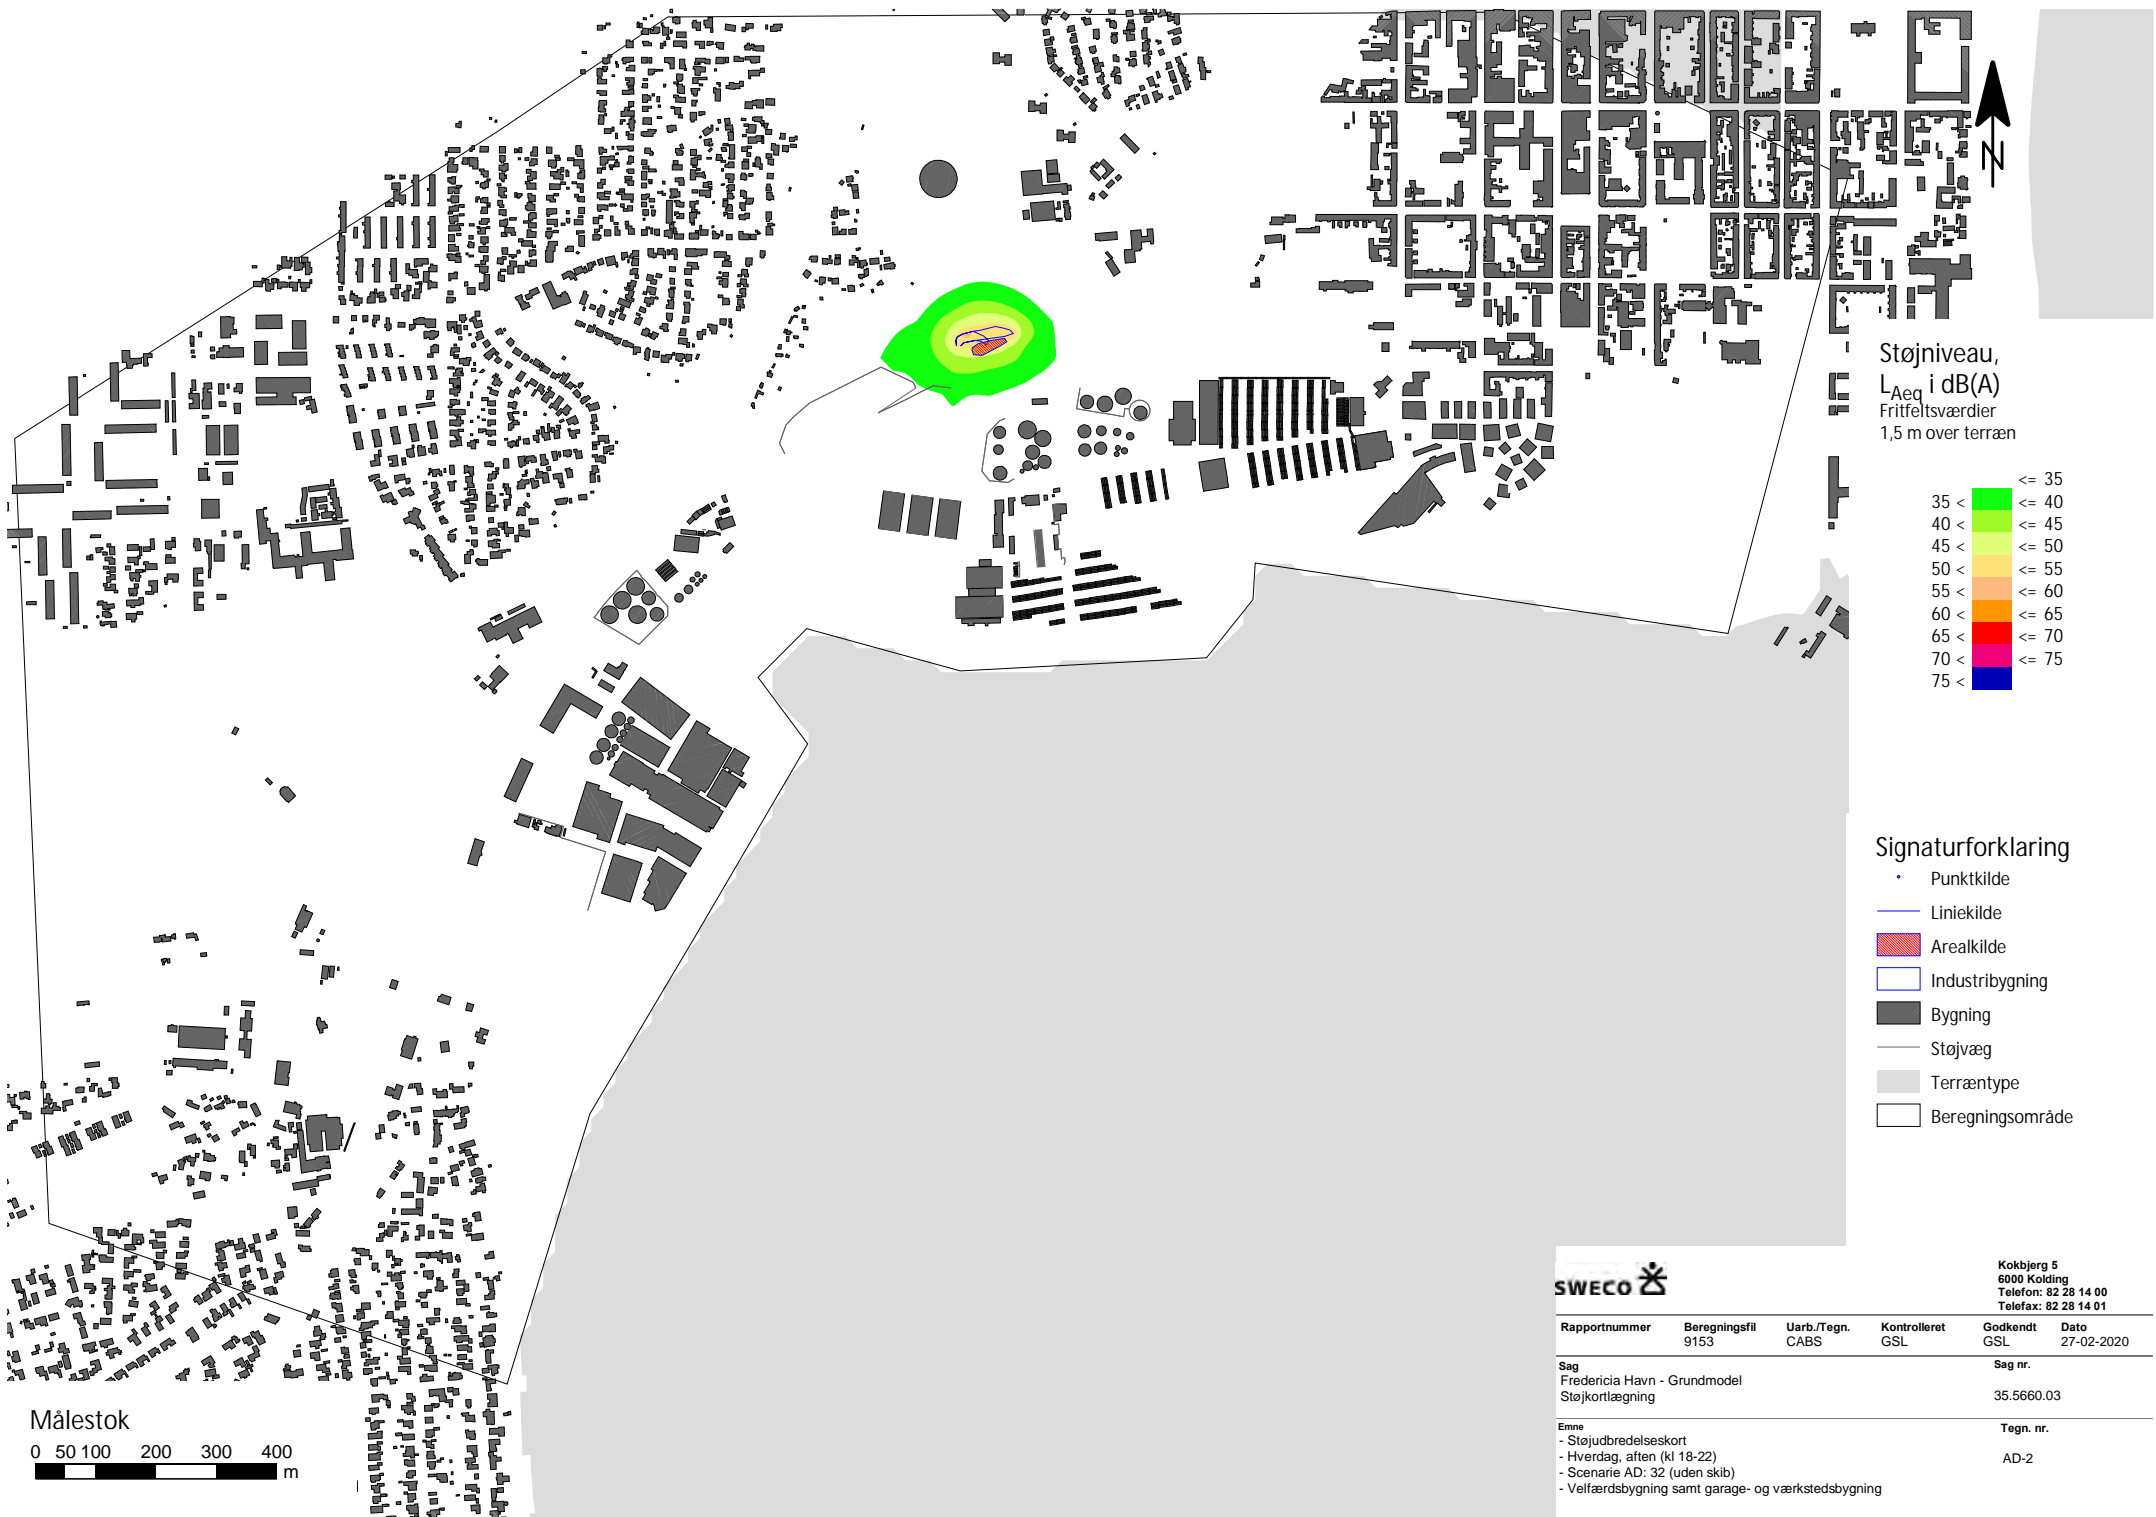 N
Støjniveau,
LAeq i dB(A)
Fritfeltsværdier
1,5 m over terræn
<= 35
35 < <= 40
40 < <= 45
45 < <= 50
50 < <= 55
55 < <= 60
60 < <= 65
65 < <= 70
70 < <= 75
75 <
Signaturforklaring
Punktkilde
Liniekilde
Arealkilde
Industribygning
Bygning
Støjvæg
Terræntype
Beregningsområde
Målestok
0 50 100 200 300 400
m
SWECO
Kokbjerg 5
6000 Kolding
Telefon: 82 28 14 00
Telefax: 82 28 14 01
Rapportnummer Beregningsfil Uarb./Tegn. Kontrolleret Godkendt Dato
9153 CABS GSL GSL 27-02-2020
Sag Sag nr.
Fredericia Havn - Grundmodel
Støjkortlægning 35.5660.03
Emne Tegn. nr.
- Støjudbredelseskort
- Hverdag, aften (kl 18-22)
AD-2
- Scenarie AD: 32 (uden skib)
- Velfærdsbygning samt garage- og værkstedsbygning